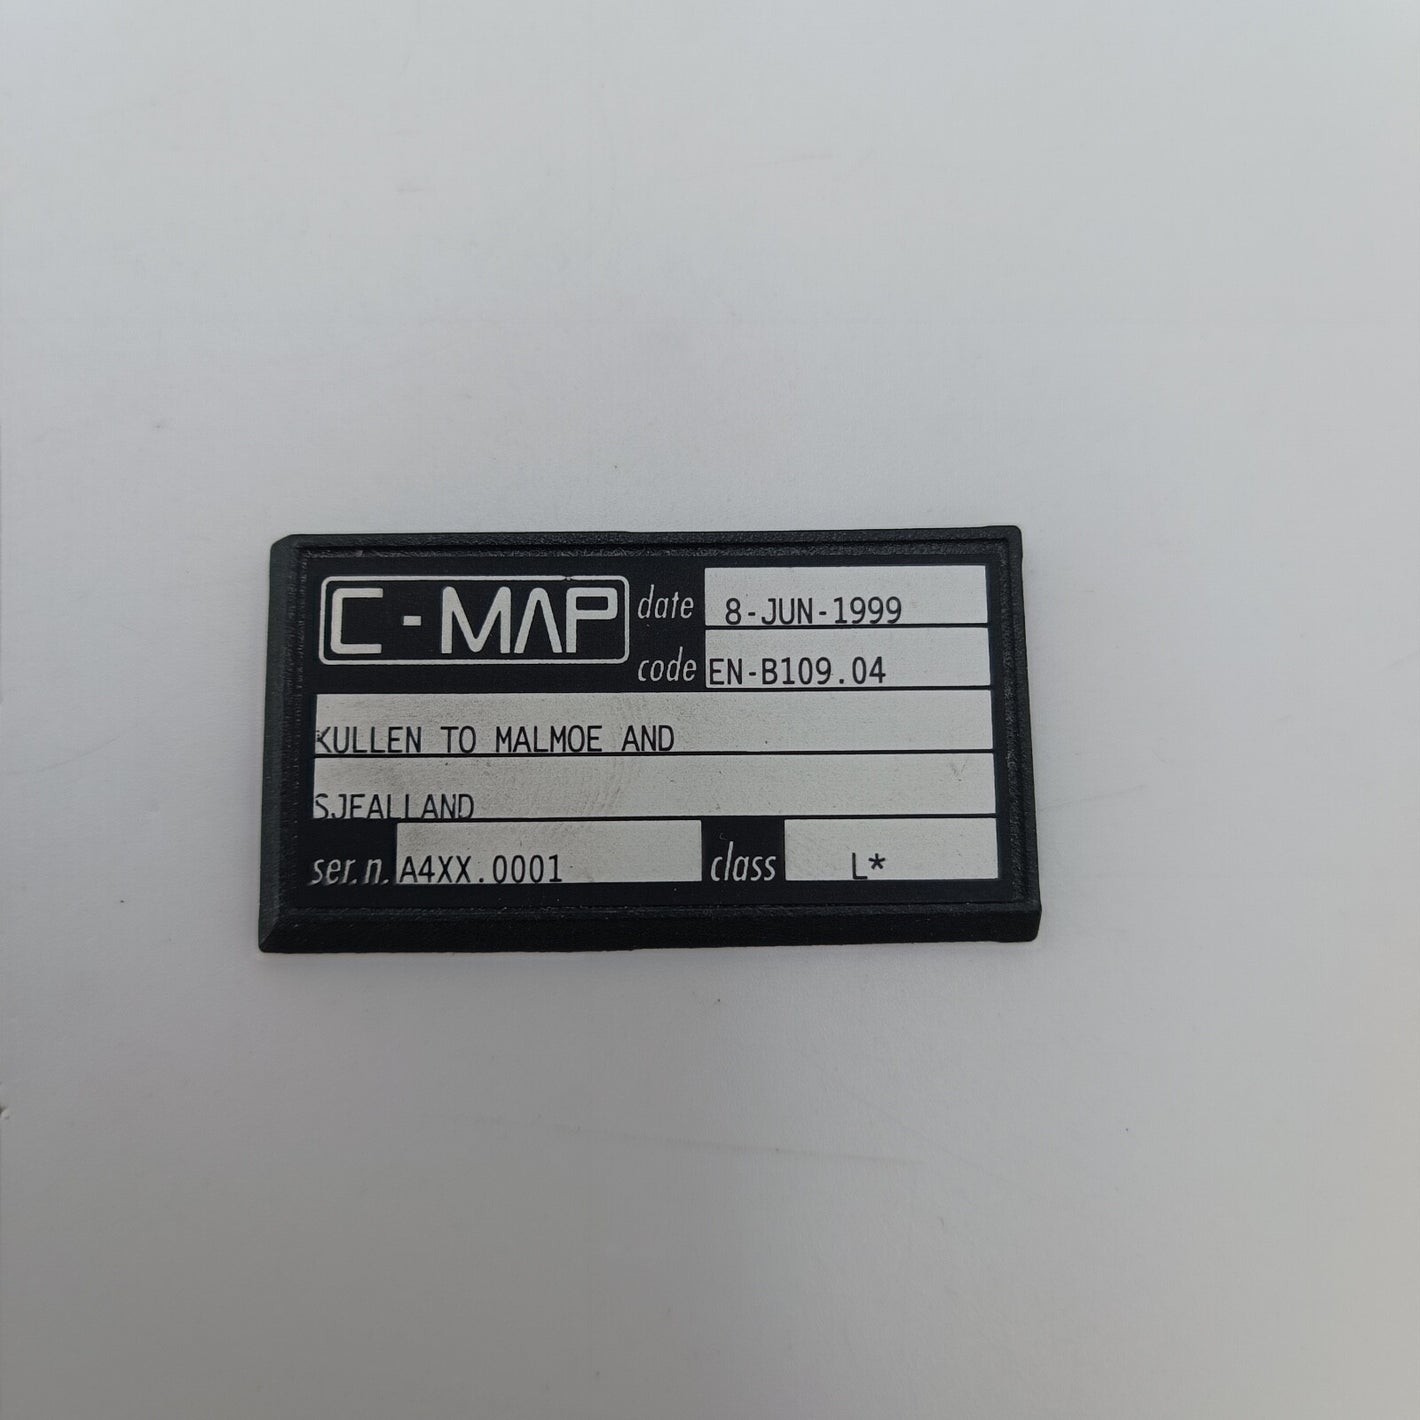 C-MAP date 8-JUN-1999
code EN-B109.04
KULLEN TO MALMOE AND
SJEALLAND
ser. n. A4XX.0001 class L*